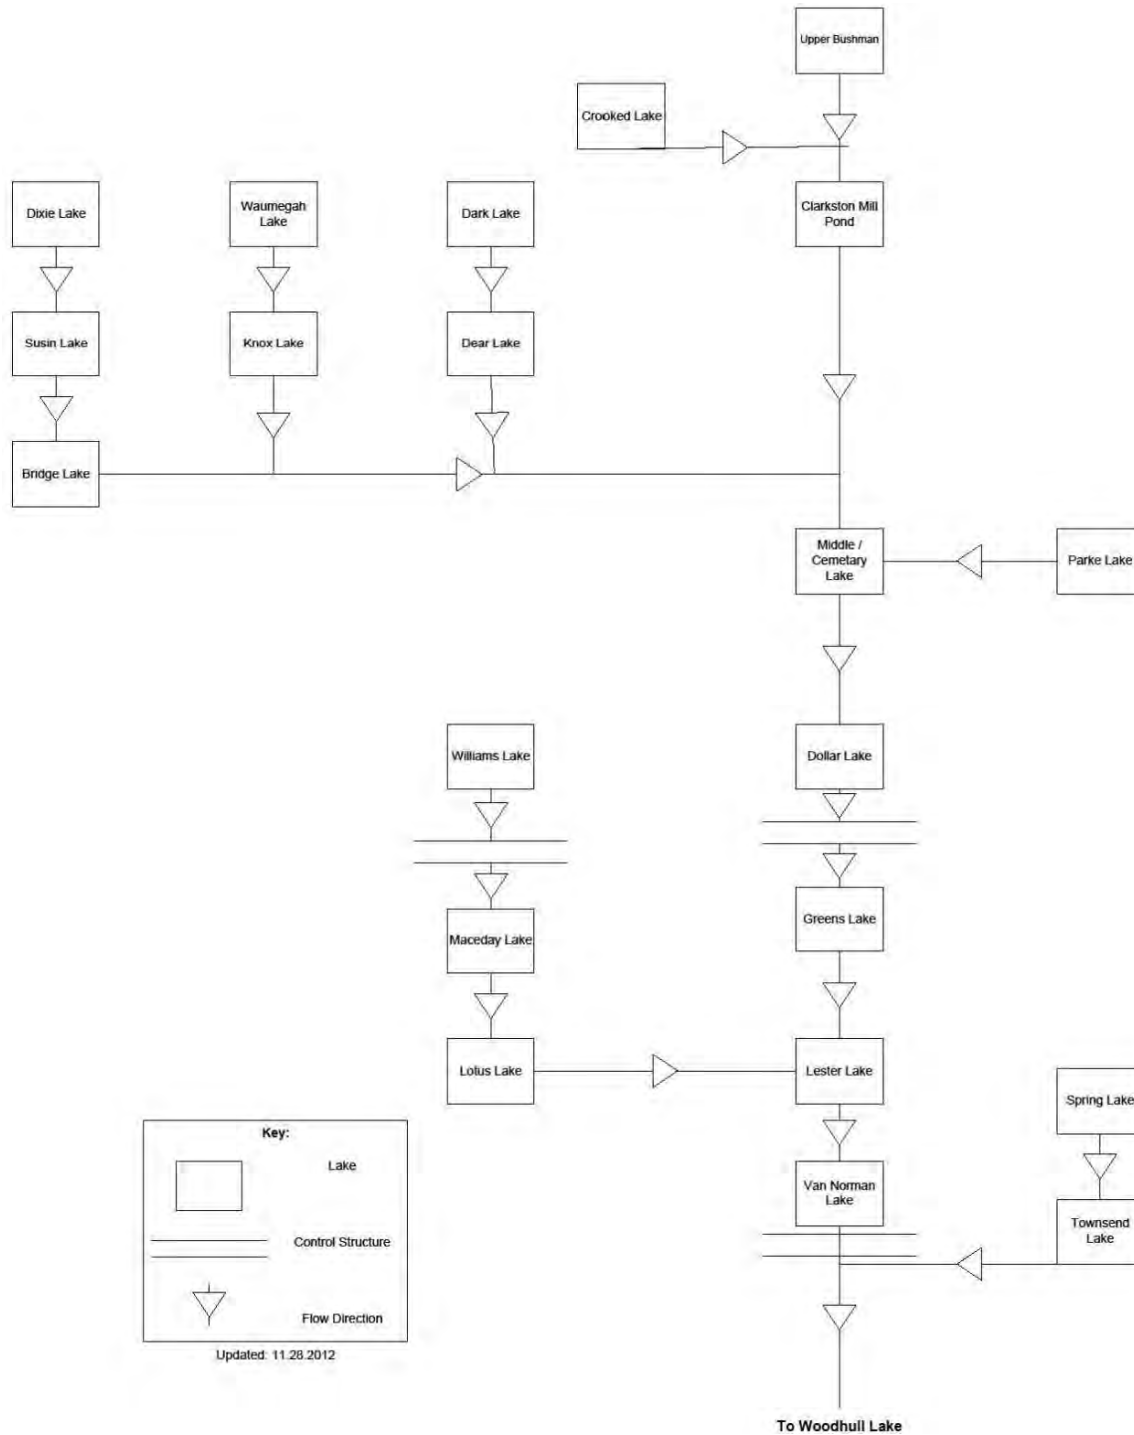 Upper Bushman
Crooked Lake
Dixie Lake
Waumegah
Lake
Dark Lake
Clarkston Mill
Pond
Susin Lake
Knox Lake
Dear Lake
Bridge Lake
Middle /
Cemetary
Lake
Parke Lake
Williams Lake
Dollar Lake
Maceday Lake
Greens Lake
Lotus Lake
Lester Lake
Spring Lake
Key:
Lake
Control Structure
Flow Direction
Van Norman
Lake
Townsend
Lake
Updated: 11.28.2012
To Woodhull Lake